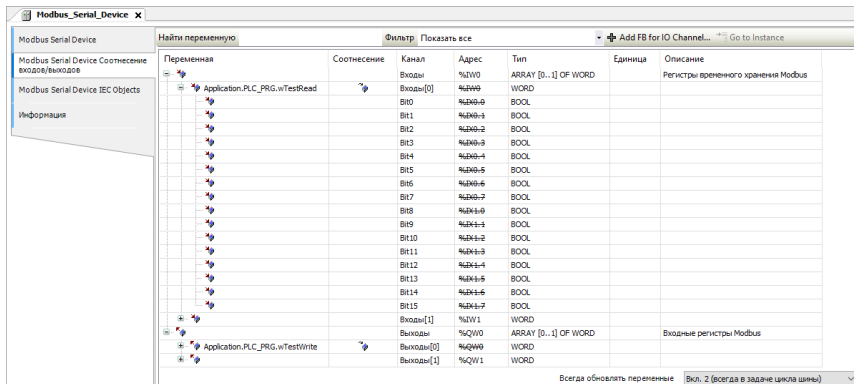 Modbus_Serial_Device X
Modbus Serial Device
Modbus Serial Device Соотнесение входов/выходов
Modbus Serial Device IEC Objects
Информация
Найти переменную Фильтр Показать все Add FB for IO Channel... Go to Instance
Переменная Соотнесение Канал Адрес Тип Единица Описание
Входы %IW0 ARRAY [0..1] OF WORD Регистры временного хранения Modbus
Application.PLC_PRG.wTestRead Входы[0] %IW0 WORD
Bit0 %IX0.0 BOOL
Bit1 %IX0.1 BOOL
Bit2 %IX0.2 BOOL
Bit3 %IX0.3 BOOL
Bit4 %IX0.4 BOOL
Bit5 %IX0.5 BOOL
Bit6 %IX0.6 BOOL
Bit7 %IX0.7 BOOL
Bit8 %IX1.0 BOOL
Bit9 %IX1.1 BOOL
Bit10 %IX1.2 BOOL
Bit11 %IX1.3 BOOL
Bit12 %IX1.4 BOOL
Bit13 %IX1.5 BOOL
Bit14 %IX1.6 BOOL
Bit15 %IX1.7 BOOL
Входы[1] %IW1 WORD
Выходы %QW0 ARRAY [0..1] OF WORD Входные регистры Modbus
Application.PLC_PRG.wTestWrite Выходы[0] %QW0 WORD
Выходы[1] %QW1 WORD
Всегда обновлять переменные Вкл. 2 (всегда в задаче цикла шины)